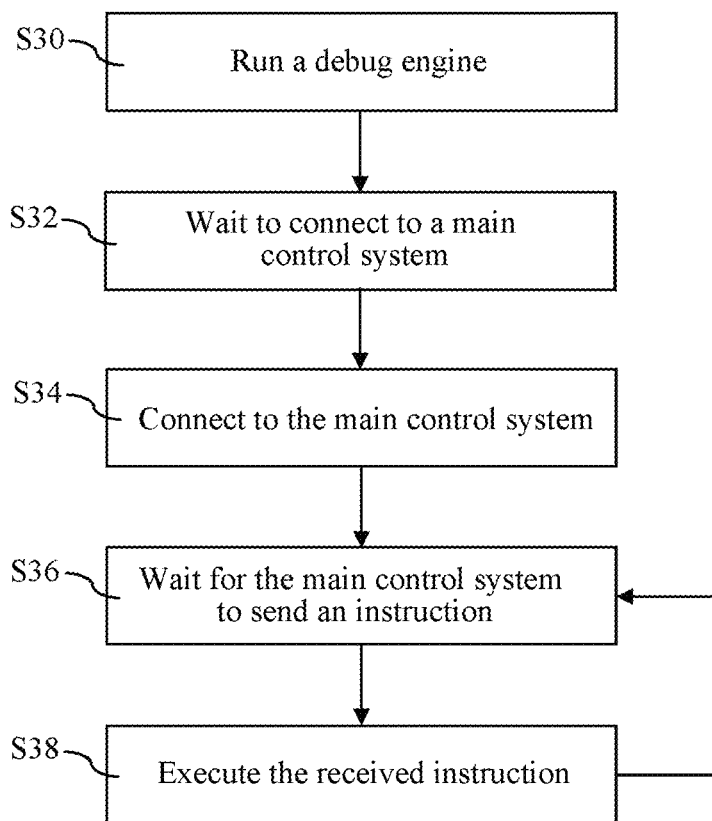 S30
Run a debug engine
S32
Wait to connect to a main
control system
S34
Connect to the main control system
S36
Wait for the main control system
to send an instruction
S38
Execute the received instruction